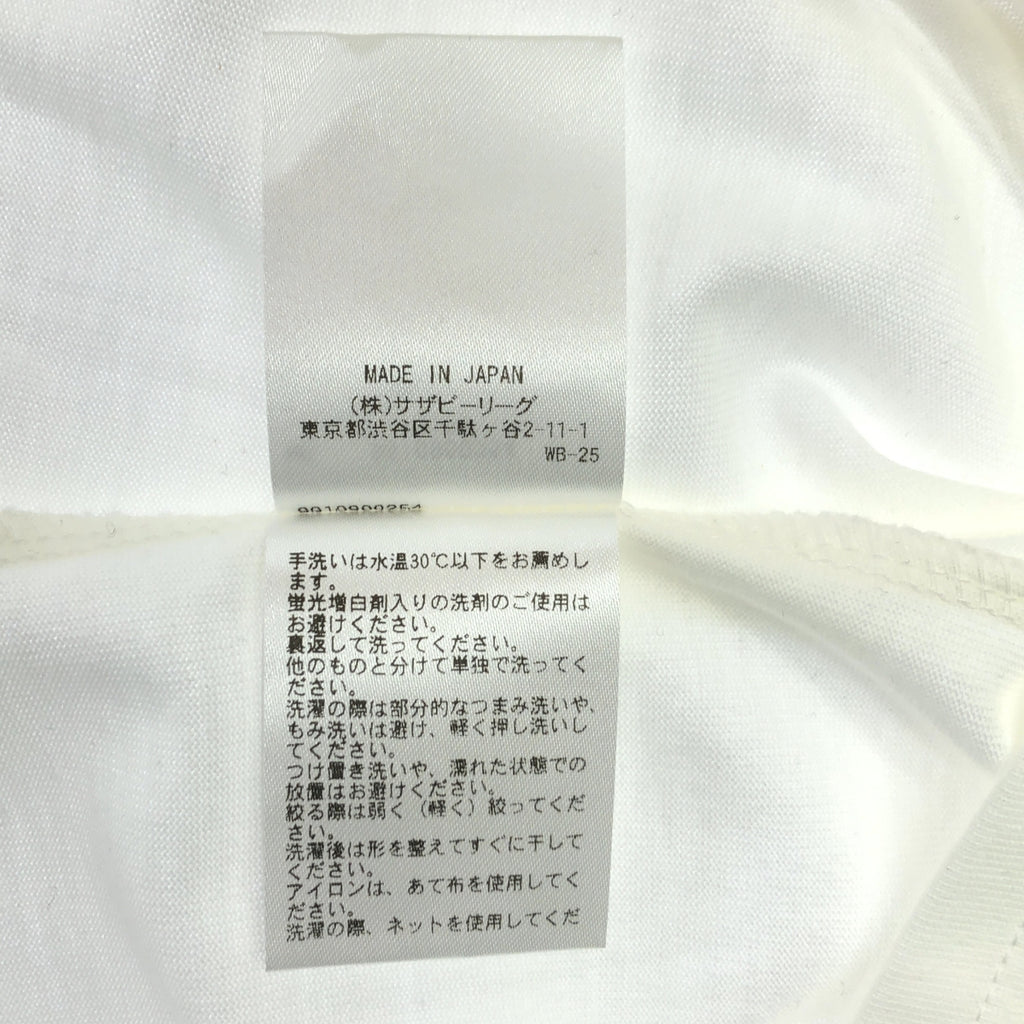 MADE IN JAPAN
(株)サザビーリーグ
東京都渋谷区千駄ヶ谷2-11-1
WB-25
9910900254
手洗いは水温30℃以下をお薦めし
ます。
蛍光増白剤入りの洗剤のご使用は
お避けください。
裏返して洗ってください。
他のものと分けて単独で洗ってく
ださい。
洗濯の際は部分的なつまみ洗いや、
もみ洗いは避け、軽く押し洗いし
てください。
つけ置き洗いや、濡れた状態での
放置はお避けください。
絞る際は弱く（軽く）絞ってくだ
さい。
洗濯後は形を整えてすぐに干して
ください。
アイロンは、あて布を使用してく
ださい。
洗濯の際、ネットを使用してくだ